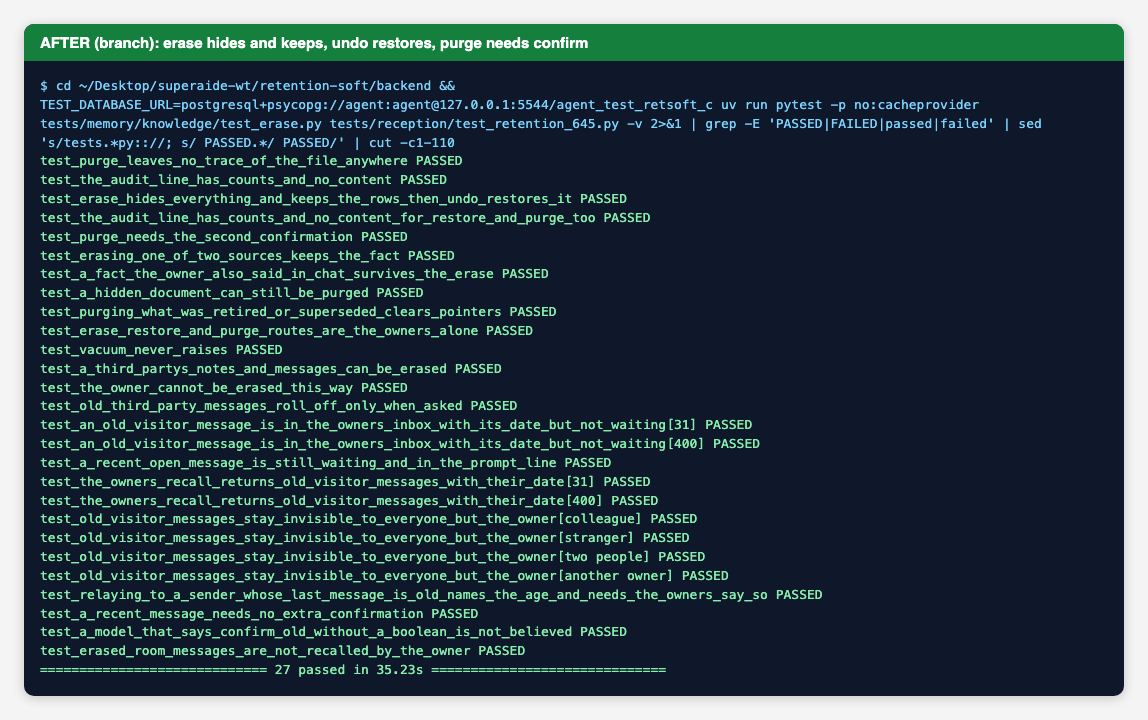 AFTER (branch): erase hides and keeps, undo restores, purge needs confirm
$ cd ~/Desktop/superaide-wt/retention-soft/backend &&
TEST_DATABASE_URL=postgresql+psycopg://agent:agent@127.0.0.1:5544/agent_test_retsoft_c uv run pytest -p no:cacheprovider
tests/memory/knowledge/test_erase.py tests/reception/test_retention_645.py -v 2>&1 | grep -E 'PASSED|FAILED|passed|failed' | sed
's/tests.*py:://; s/ PASSED.*/ PASSED/' | cut -c1-110
test_purge_leaves_no_trace_of_the_file_anywhere PASSED
test_the_audit_line_has_counts_and_no_content PASSED
test_erase_hides_everything_and_keeps_the_rows_then_undo_restores_it PASSED
test_the_audit_line_has_counts_and_no_content_for_restore_and_purge_too PASSED
test_purge_needs_the_second_confirmation PASSED
test_erasing_one_of_two_sources_keeps_the_fact PASSED
test_a_fact_the_owner_also_said_in_chat_survives_the_erase PASSED
test_a_hidden_document_can_still_be_purged PASSED
test_purging_what_was_retired_or_superseded_clears_pointers PASSED
test_erase_restore_and_purge_routes_are_the_owners_alone PASSED
test_vacuum_never_raises PASSED
test_a_third_partys_notes_and_messages_can_be_erased PASSED
test_the_owner_cannot_be_erased_this_way PASSED
test_old_third_party_messages_roll_off_only_when_asked PASSED
test_an_old_visitor_message_is_in_the_owners_inbox_with_its_date_but_not_waiting[31] PASSED
test_an_old_visitor_message_is_in_the_owners_inbox_with_its_date_but_not_waiting[400] PASSED
test_a_recent_open_message_is_still_waiting_and_in_the_prompt_line PASSED
test_the_owners_recall_returns_old_visitor_messages_with_their_date[31] PASSED
test_the_owners_recall_returns_old_visitor_messages_with_their_date[400] PASSED
test_old_visitor_messages_stay_invisible_to_everyone_but_the_owner[colleague] PASSED
test_old_visitor_messages_stay_invisible_to_everyone_but_the_owner[stranger] PASSED
test_old_visitor_messages_stay_invisible_to_everyone_but_the_owner[two people] PASSED
test_old_visitor_messages_stay_invisible_to_everyone_but_the_owner[another owner] PASSED
test_relaying_to_a_sender_whose_last_message_is_old_names_the_age_and_needs_the_owners_say_so PASSED
test_a_recent_message_needs_no_extra_confirmation PASSED
test_a_model_that_says_confirm_old_without_a_boolean_is_not_believed PASSED
test_erased_room_messages_are_not_recalled_by_the_owner PASSED
============================= 27 passed in 35.23s ==============================